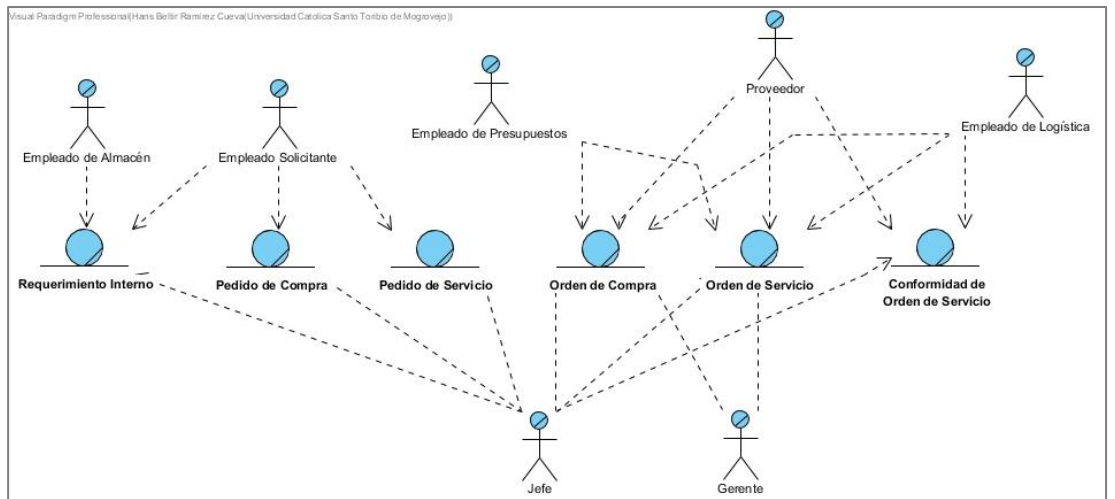 Visual Paradigm Professional(Hans Beltir Ramirez Cueva(Universidad Catolica Santo Toribio de Mogrovejo))
Proveedor
Empleado de Presupuestos
Empleado de Logística
Empleado de Almacén
Empleado Solicitante
Requerimiento Interno
Pedido de Compra
Pedido de Servicio
Orden de Compra
Orden de Servicio
Conformidad de
Orden de Servicio
Jefe
Gerente